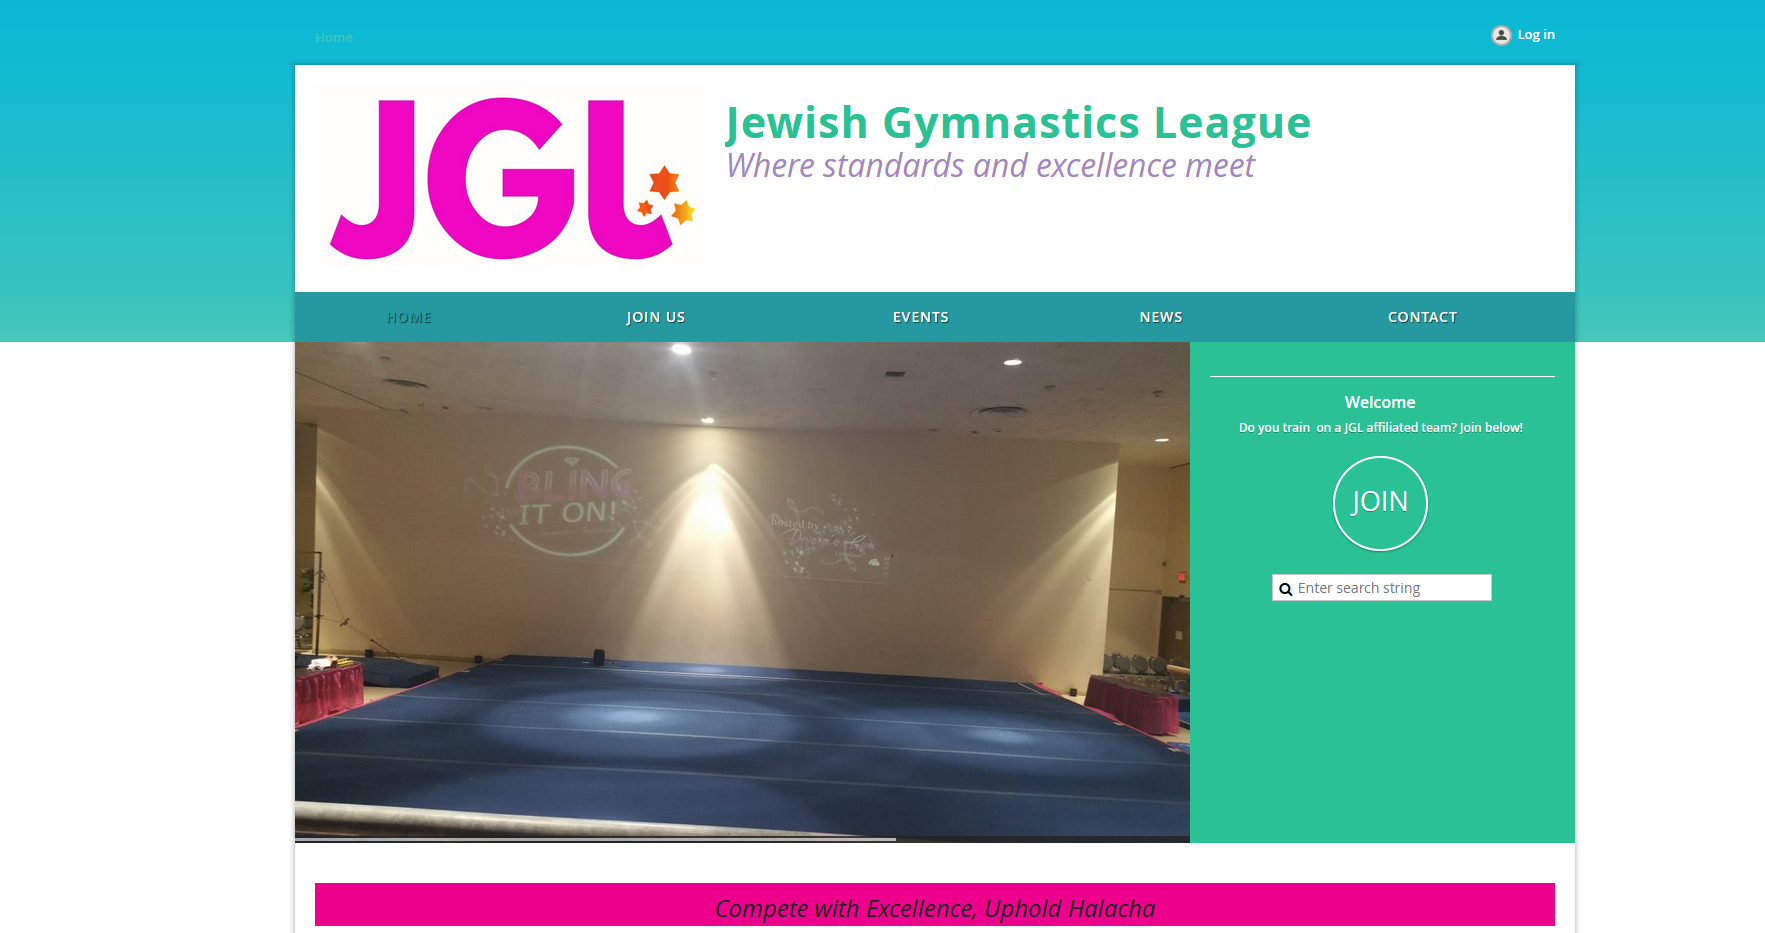 Home
Log in
JGL
Jewish Gymnastics League
Where standards and excellence meet
HOME
JOIN US
EVENTS
NEWS
CONTACT
BLING
IT ON!
hosted by
Welcome
Do you train  on a JGL affiliated team? Join below!
JOIN
Enter search string
Compete with Excellence, Uphold Halacha